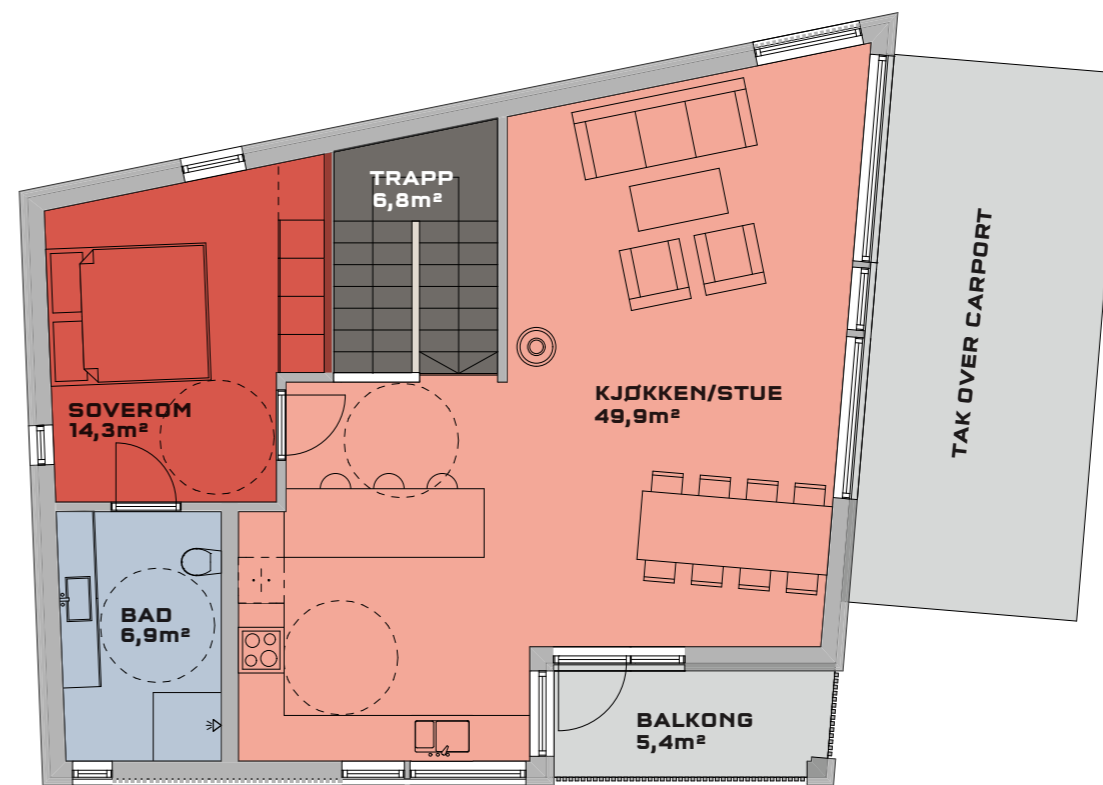 TRAPP
6,8m²
SOVEROM
14,3m²
KJØKKEN/STUE
49,9m²
TAK OVER CARPORT
BAD
6,9m²
BALKONG
5,4m²